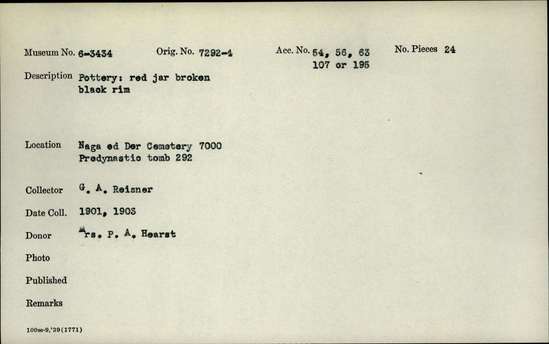 Museum No. 6-3434 Orig. No. 7292-4 Acc. No. 54, 56, 63 No. Pieces 24
107 or 195
Description Pottery: red jar broken
black rim
Location Naga ed Der Cemetery 7000
Predynastic tomb 292
Collector G. A. Reisner
Date Coll. 1901, 1903
Donor Mrs. P. A. Hearst
Photo
Published
Remarks
100m-9,'29(1771)